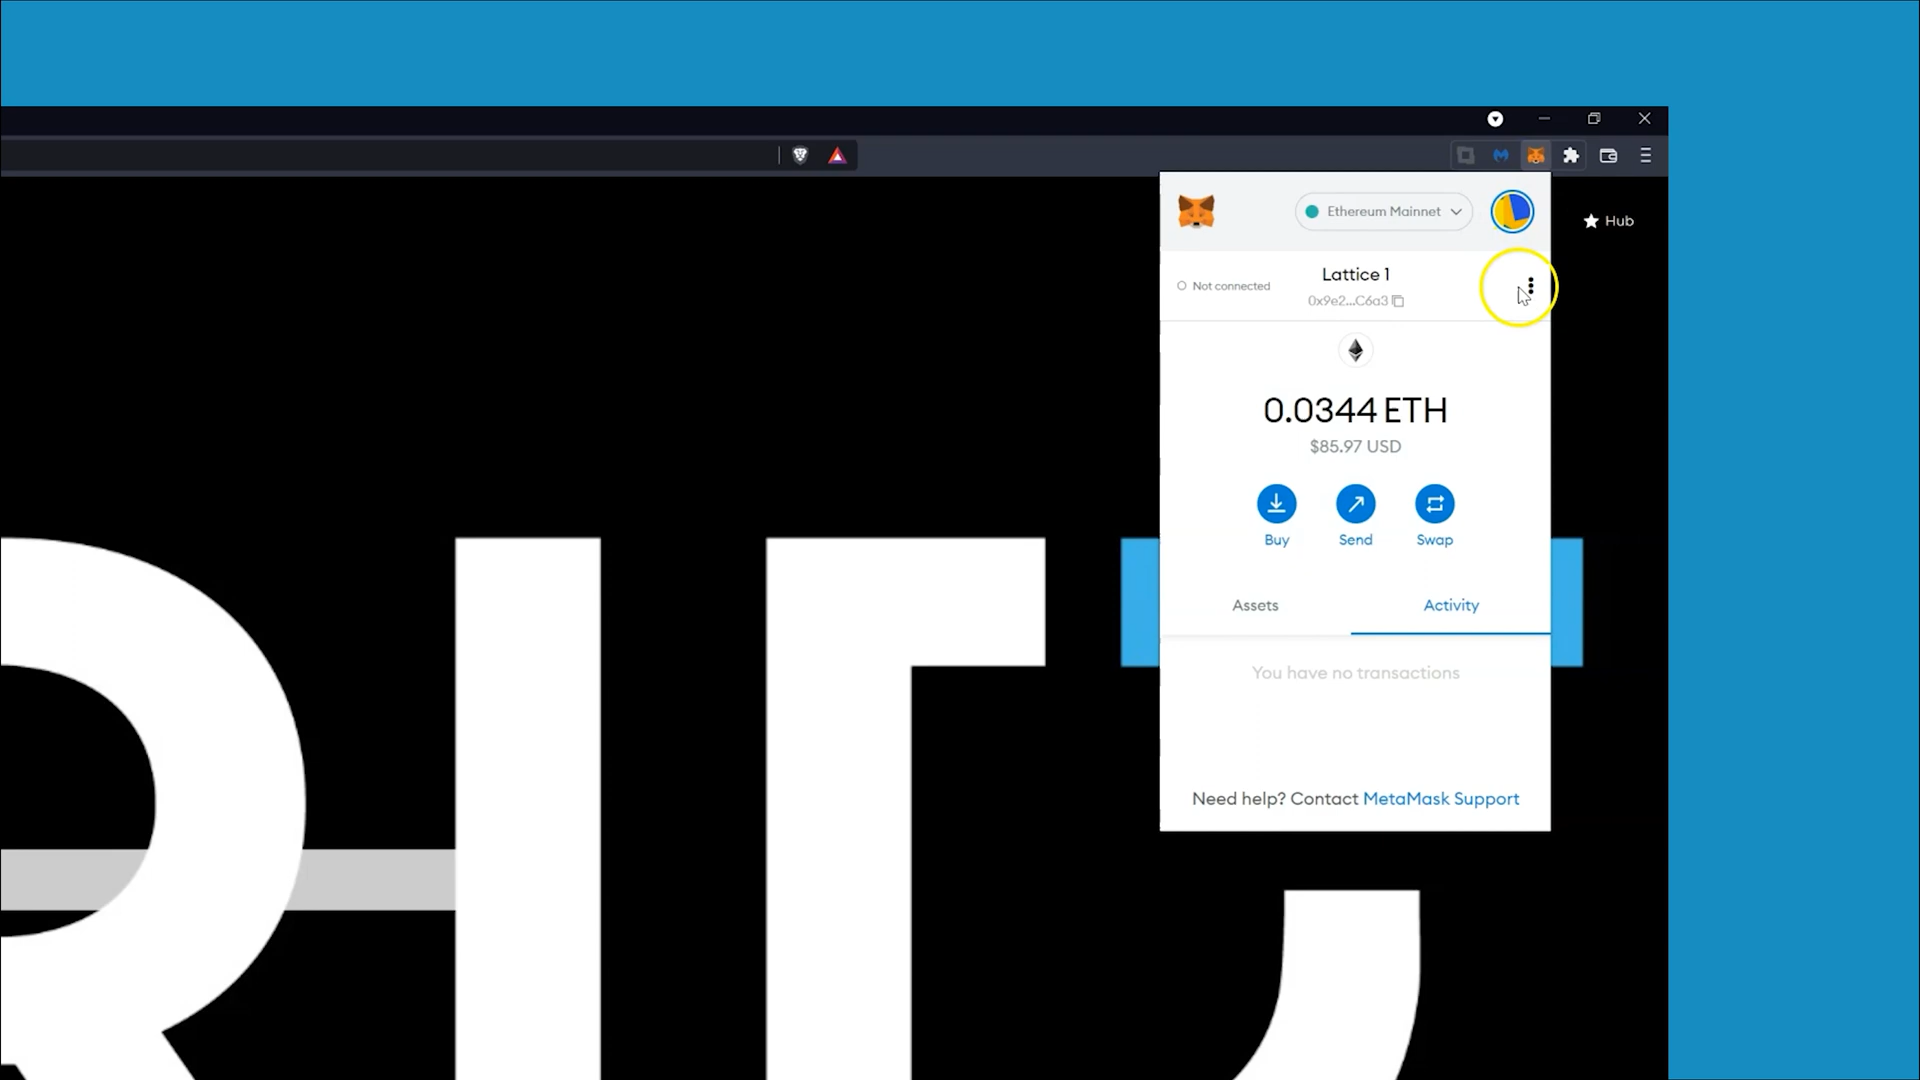 Ethereum Mainnet
Hub
Not connected
Lattice 1
0x9e2...C6a3
0.0344 ETH
$85.97 USD
Buy
Send
Swap
Assets
Activity
You have no transactions
Need help? Contact MetaMask Support